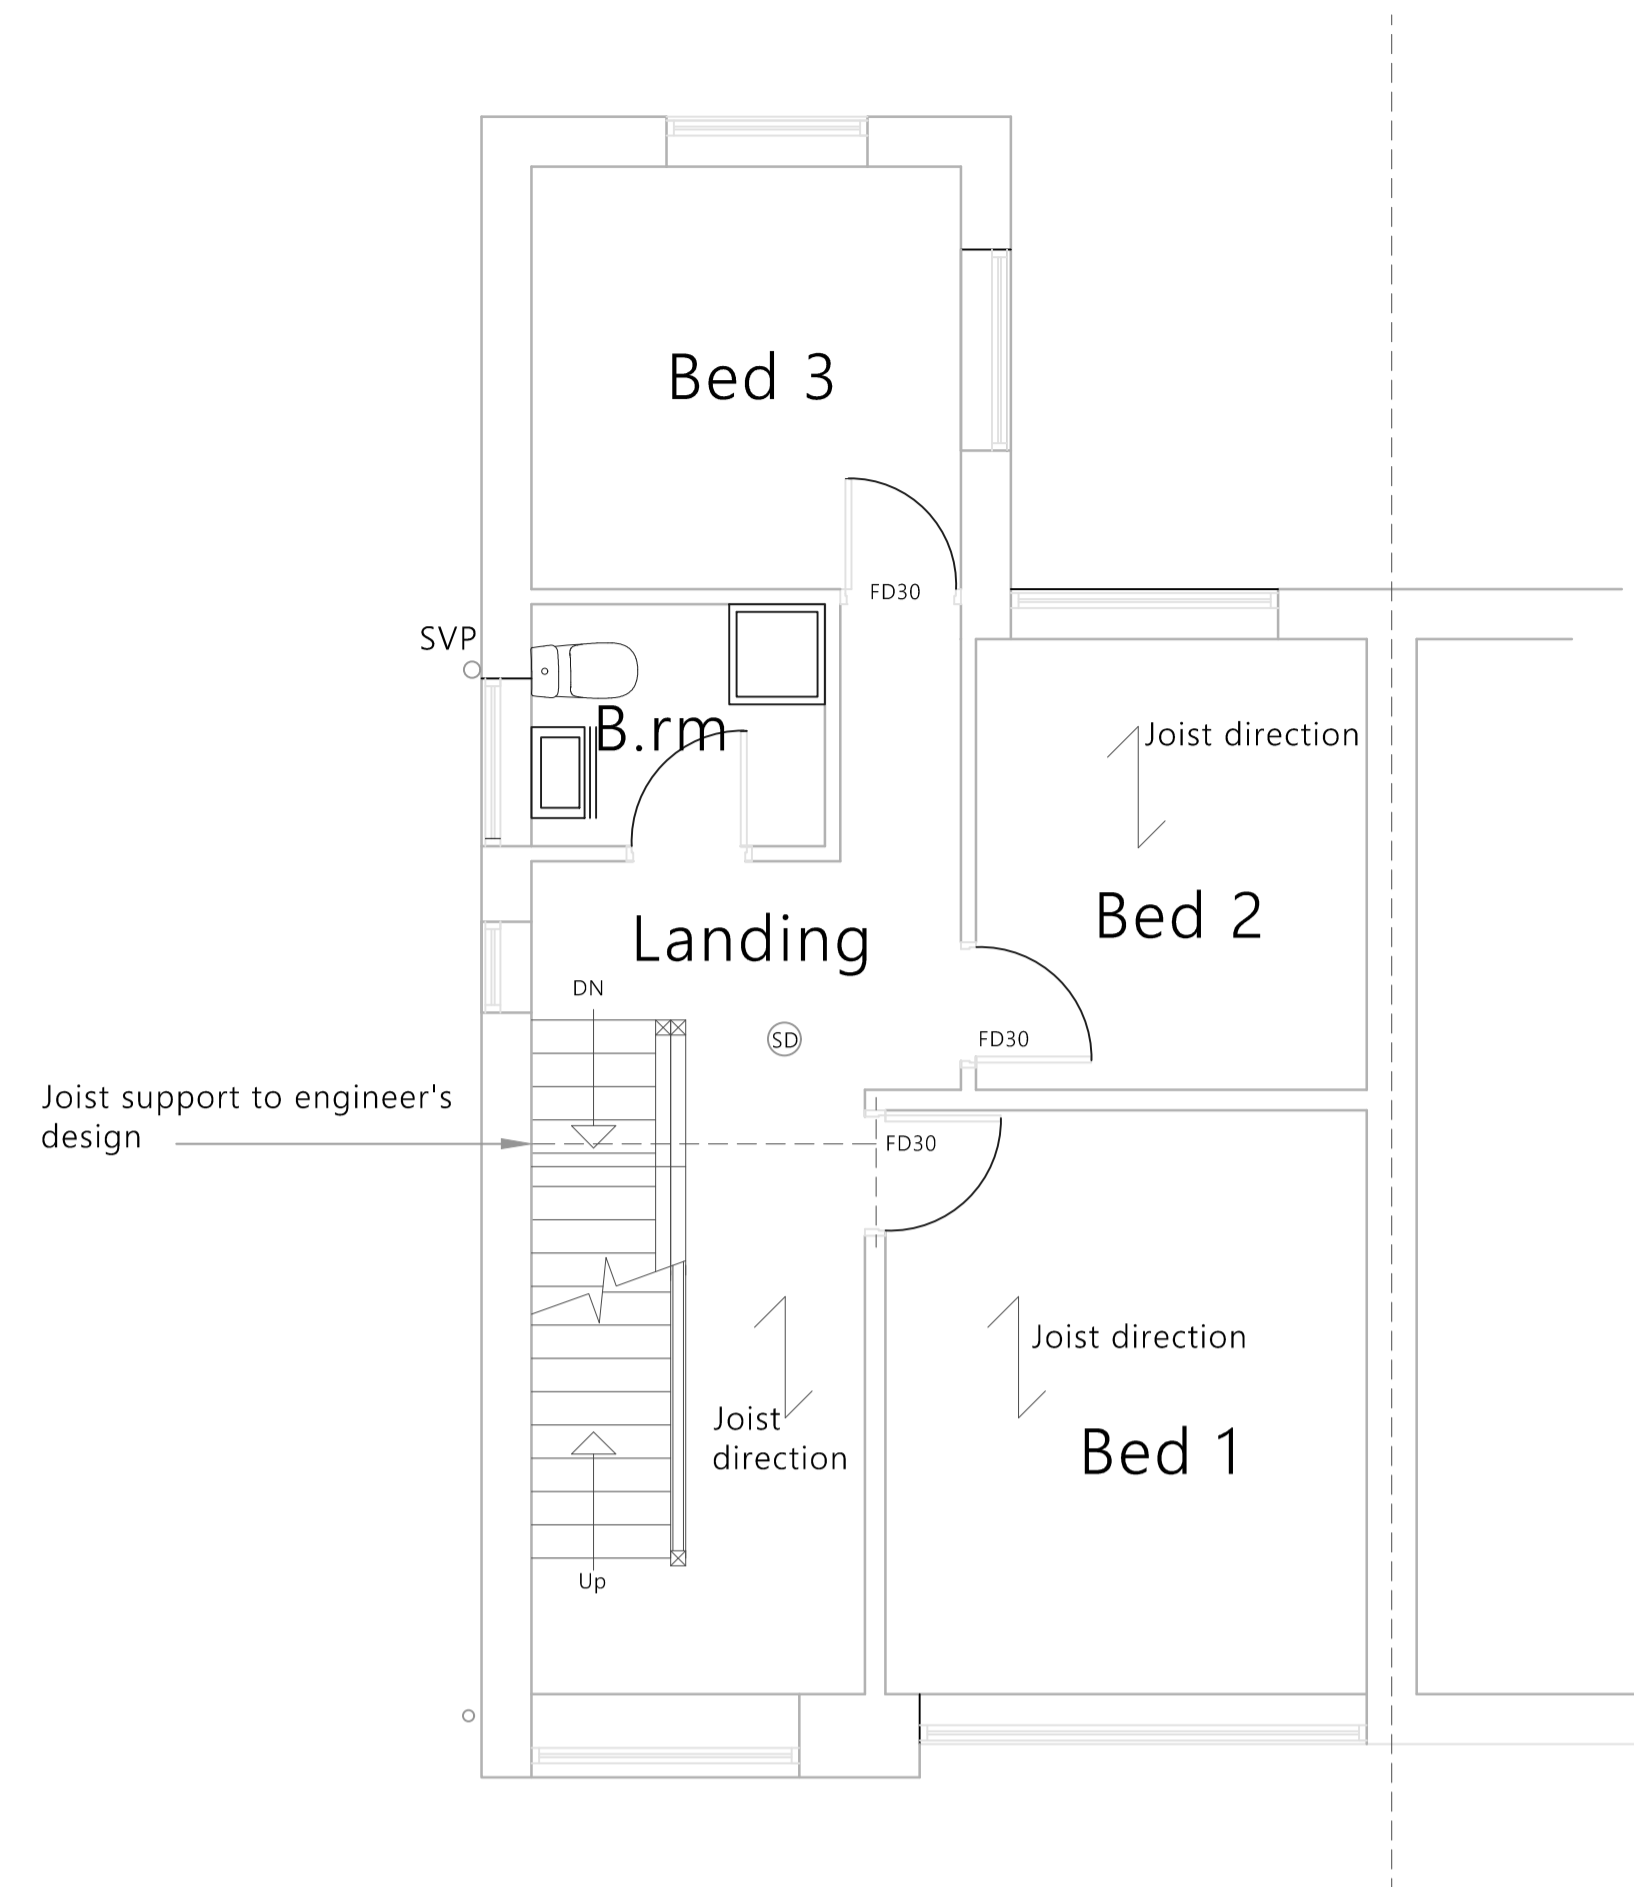 Bed 3
FD30
SVP
B.rm
Joist direction
Bed 2
Landing
DN
SD
FD30
Joist support to engineer's
design
FD30
Joist direction
Joist
direction
Bed 1
Up